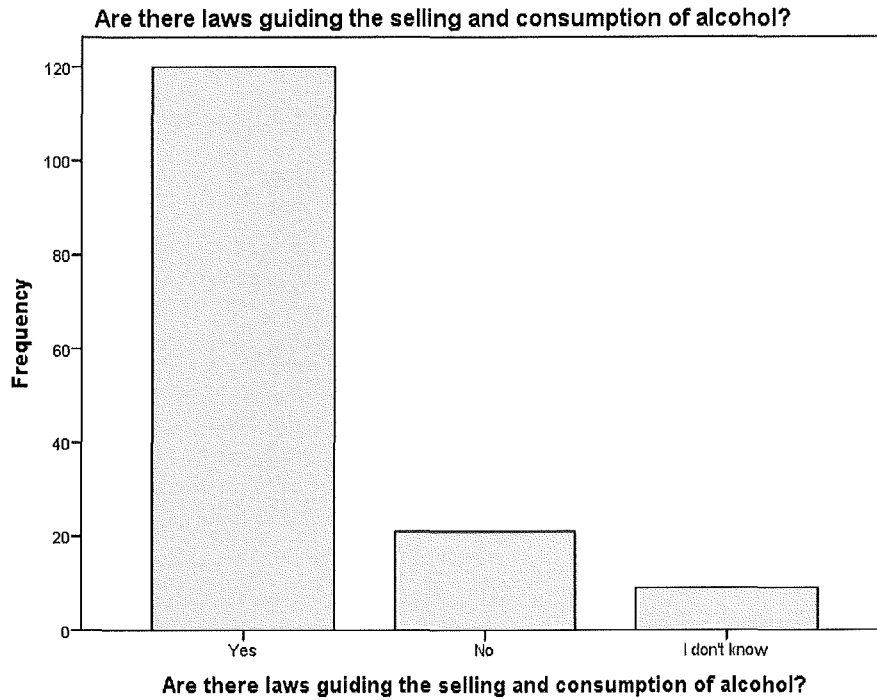 Are there laws guiding the selling and consumption of alcohol?
120
100
80
60
40
20
0
Frequency
Yes
No
I don't know
Are there laws guiding the selling and consumption of alcohol?